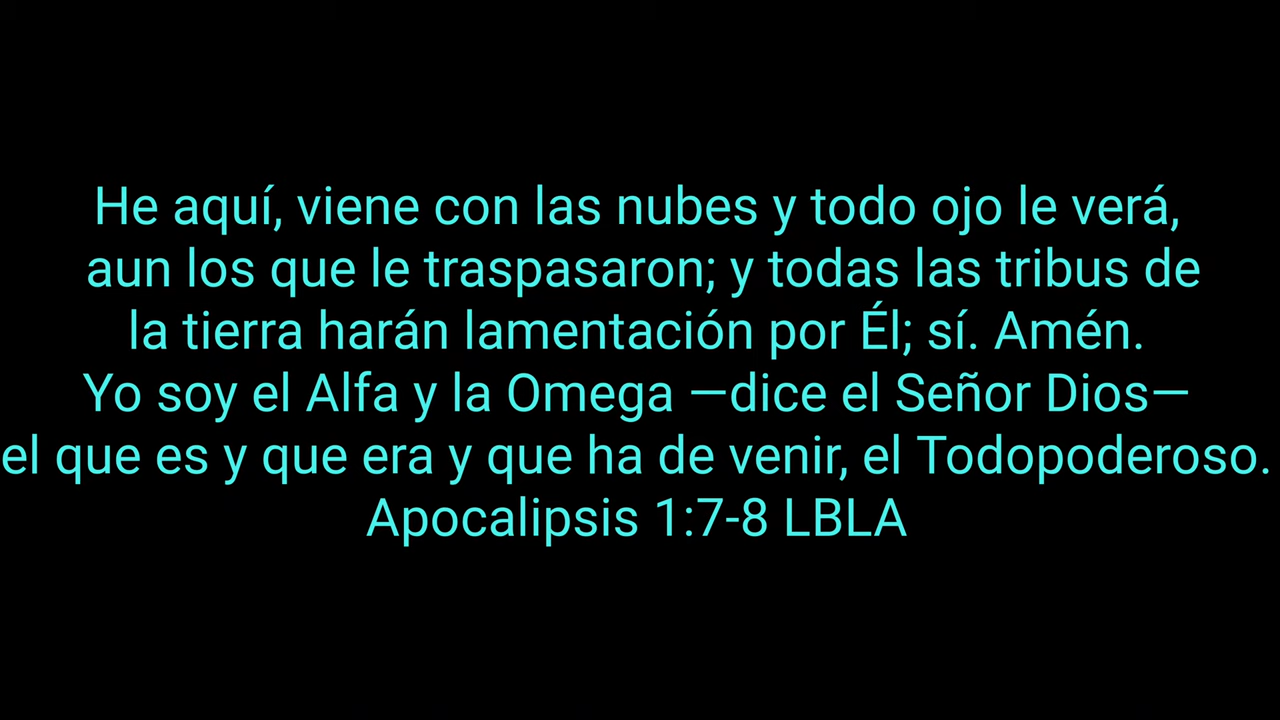 He aquí, viene con las nubes y todo ojo le verá,
aun los que le traspasaron; y todas las tribus de
la tierra harán lamentación por Él; sí. Amén.
Yo soy el Alfa y la Omega —dice el Señor Dios—
el que es y que era y que ha de venir, el Todopoderoso.
Apocalipsis 1:7-8 LBLA